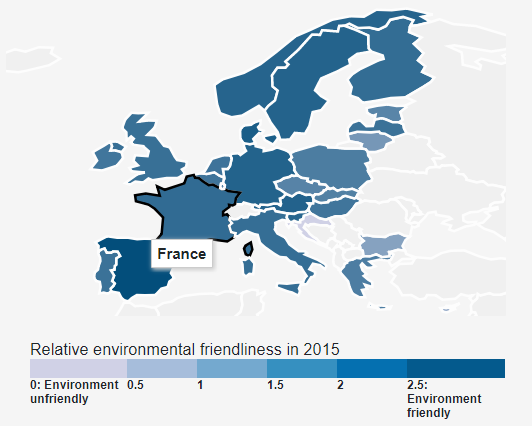 France
Relative environmental friendliness in 2015
0: Environment unfriendly
0.5
1
1.5
2
2.5: Environment friendly